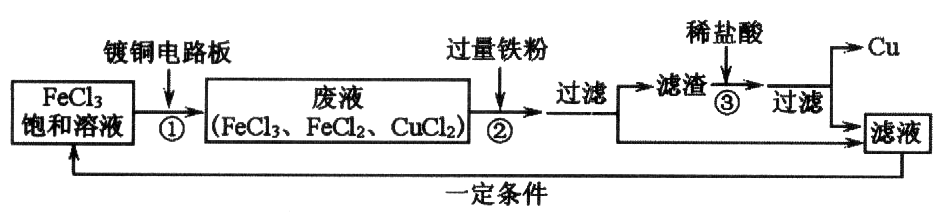 镀铜电路板
过量铁粉
稀盐酸
Cu
FeCl₃
饱和溶液
①
废液
(FeCl₃、FeCl₂、CuCl₂)
②
过滤
滤渣
③
过滤
滤液
一定条件